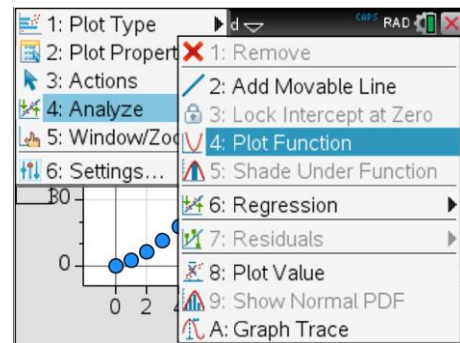 1: Plot Type
CAPS RAD
2: Plot Propert
1: Remove
3: Actions
2: Add Movable Line
4: Analyze
3: Lock Intercept at Zero
5: Window/Zoo
4: Plot Function
6: Settings...
5: Shade Under Function
30
6: Regression
7: Residuals
0
8: Plot Value
0 2
9: Show Normal PDF
A: Graph Trace